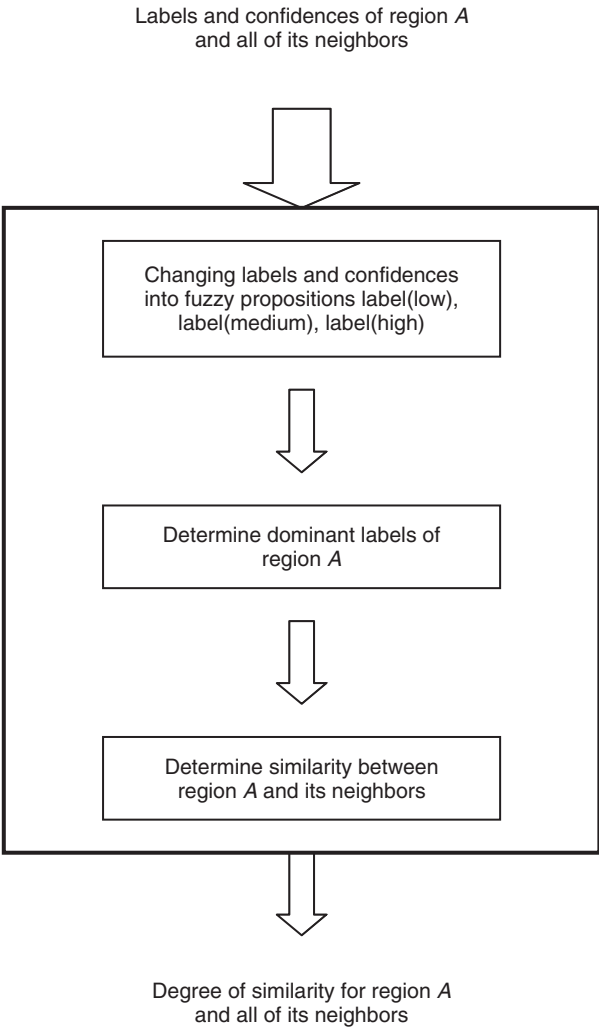 Labels and confidences of region A
and all of its neighbors
Changing labels and confidences
into fuzzy propositions label(low),
label(medium), label(high)
Determine dominant labels of
region A
Determine similarity between
region A and its neighbors
Degree of similarity for region A
and all of its neighbors